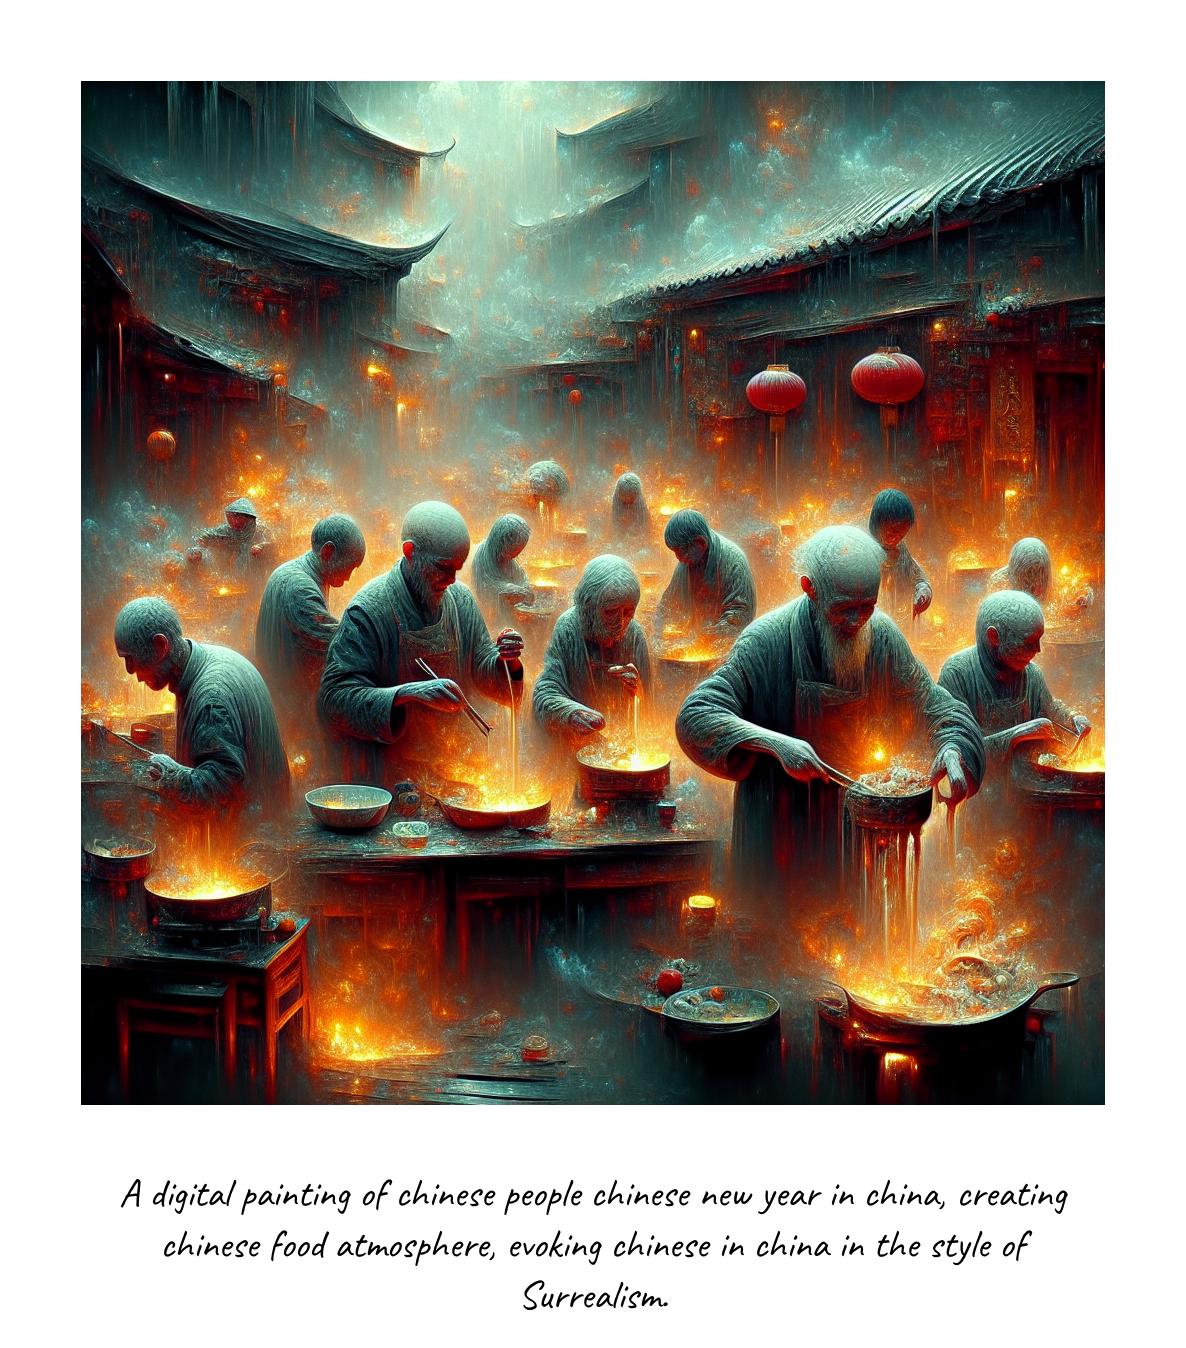 A digital painting of chinese people chinese new year in china, creating
chinese food atmosphere, evoking chinese in china in the style of
Surrealism.